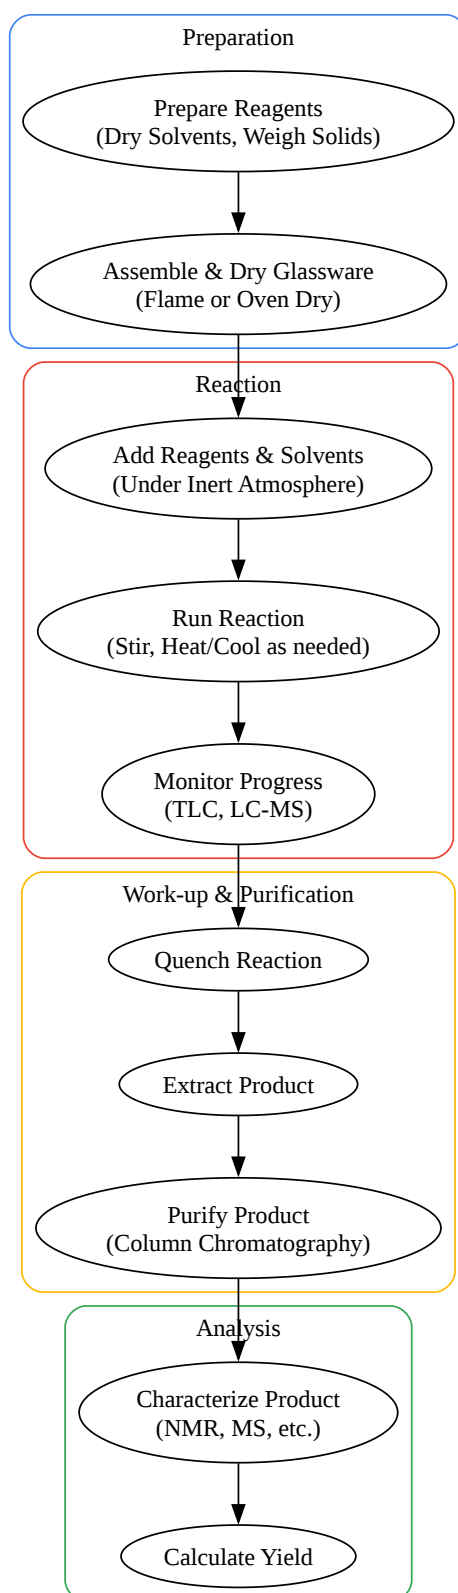 Preparation
Prepare Reagents
(Dry Solvents, Weigh Solids)
Assemble & Dry Glassware
(Flame or Oven Dry)
Reaction
Add Reagents & Solvents
(Under Inert Atmosphere)
Run Reaction
(Stir, Heat/Cool as needed)
Monitor Progress
(TLC, LC-MS)
Work-up & Purification
Quench Reaction
Extract Product
Purify Product
(Column Chromatography)
Analysis
Characterize Product
(NMR, MS, etc.)
Calculate Yield